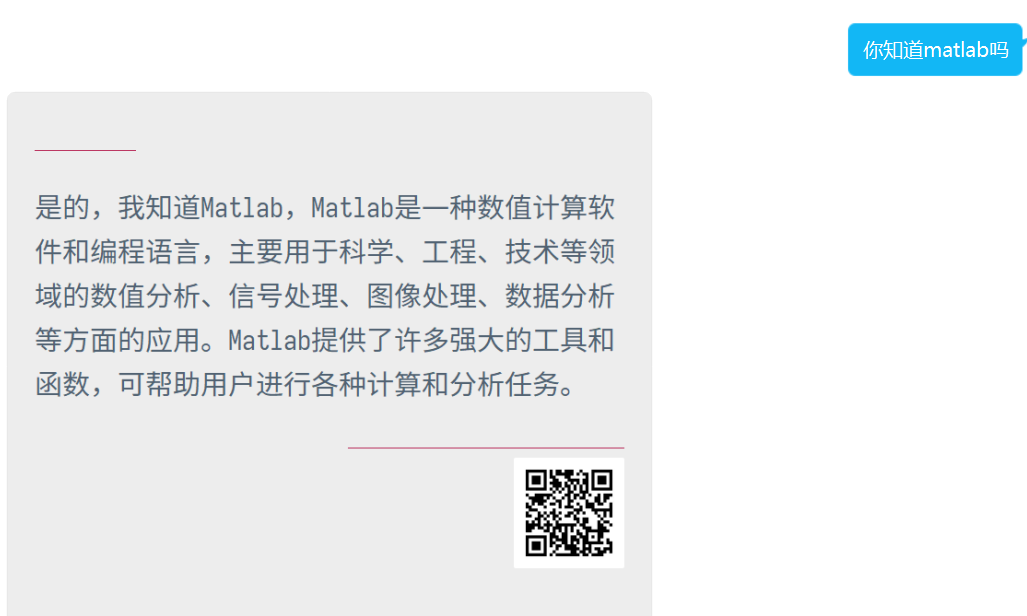 你知道matlab吗
是的，我知道Matlab，Matlab是一种数值计算软
件和编程语言，主要用于科学、工程、技术等领
域的数值分析、信号处理、图像处理、数据分析
等方面的应用。Matlab提供了许多强大的工具和
函数，可帮助用户进行各种计算和分析任务。